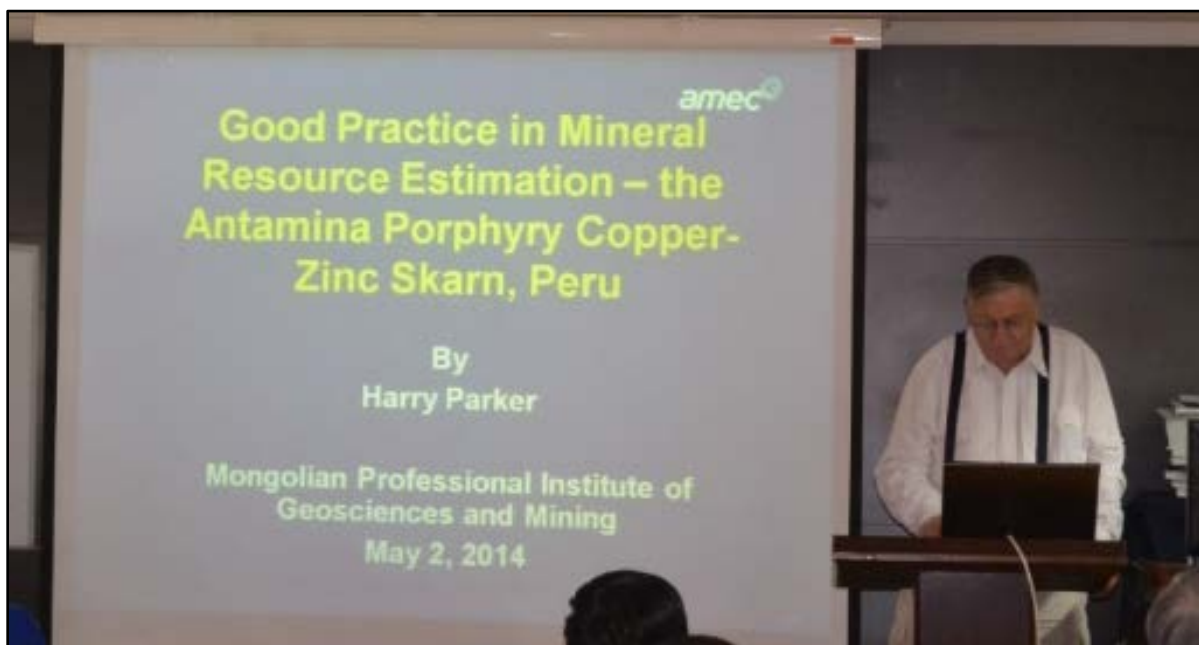 amec
Good Practice in Mineral
Resource Estimation – the
Antamina Porphyry Copper-
Zinc Skarn, Peru
By
Harry Parker
Mongolian Professional Institute of
Geosciences and Mining
May 2, 2014